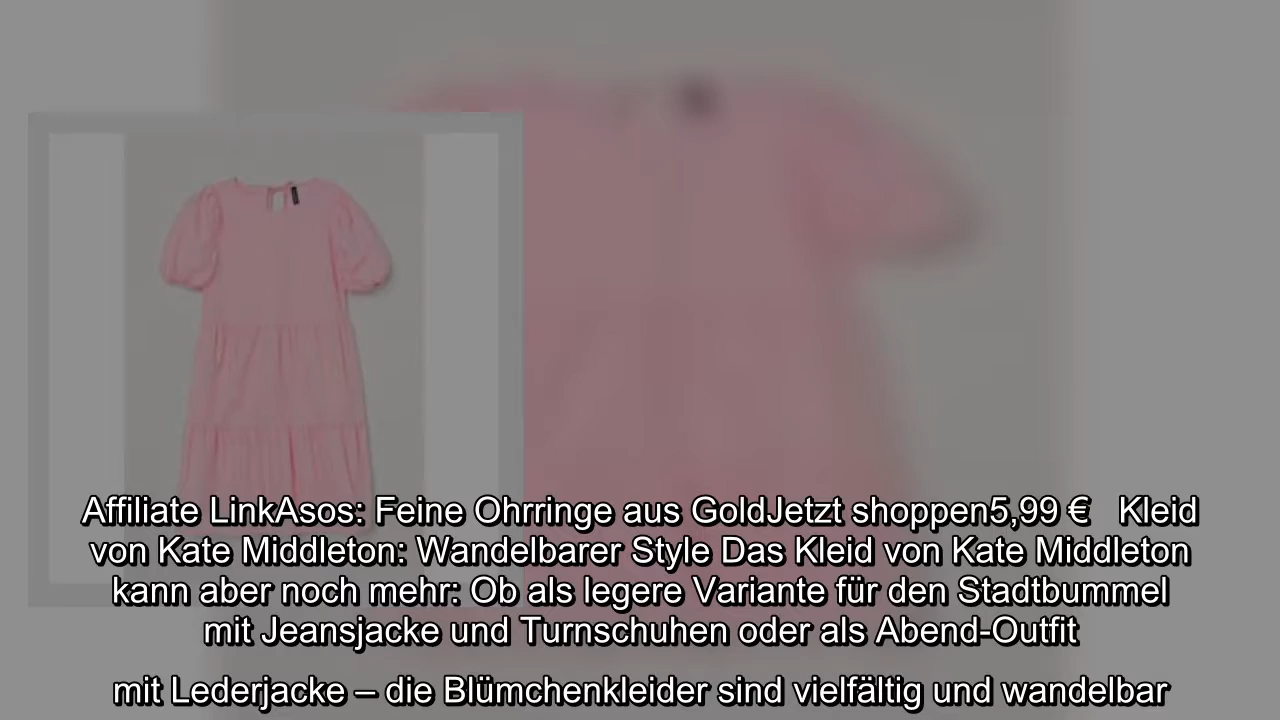 Affiliate LinkAsos: Feine Ohrringe aus GoldJetzt shoppen5,99 €   Kleid
von Kate Middleton: Wandelbarer Style Das Kleid von Kate Middleton
kann aber noch mehr: Ob als legere Variante für den Stadtbummel
mit Jeansjacke und Turnschuhen oder als Abend-Outfit
mit Lederjacke – die Blümchenkleider sind vielfältig und wandelbar